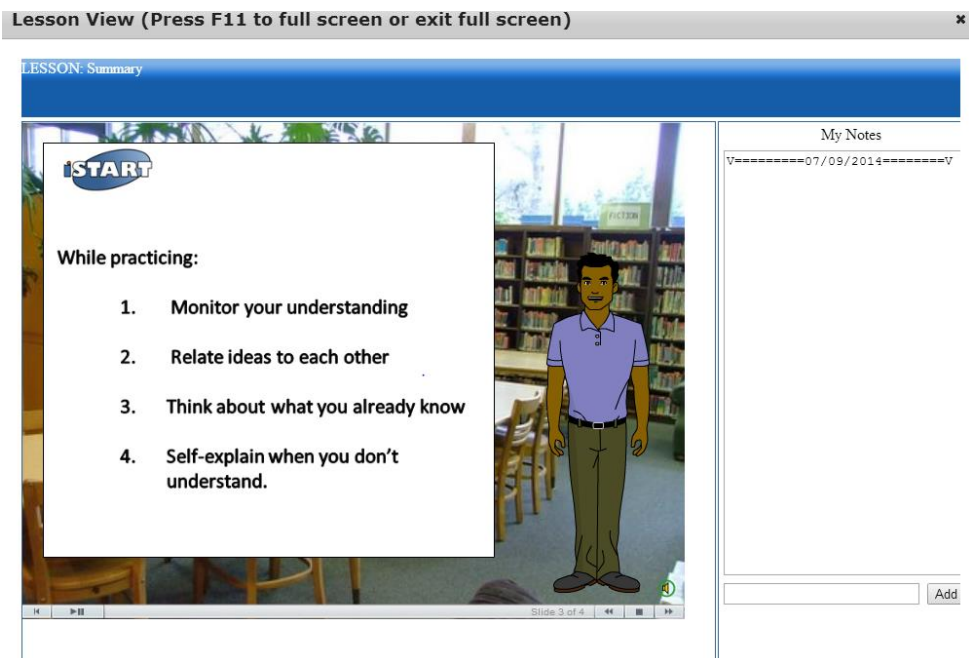 Lesson View (Press F11 to full screen or exit full screen)
LESSON: Summary
iSTART
FICTION
While practicing:
1. Monitor your understanding
2. Relate ideas to each other
3. Think about what you already know
4. Self-explain when you don't
understand.
Slide 3 of 4
My Notes
V=========07/09/2014========V
Add